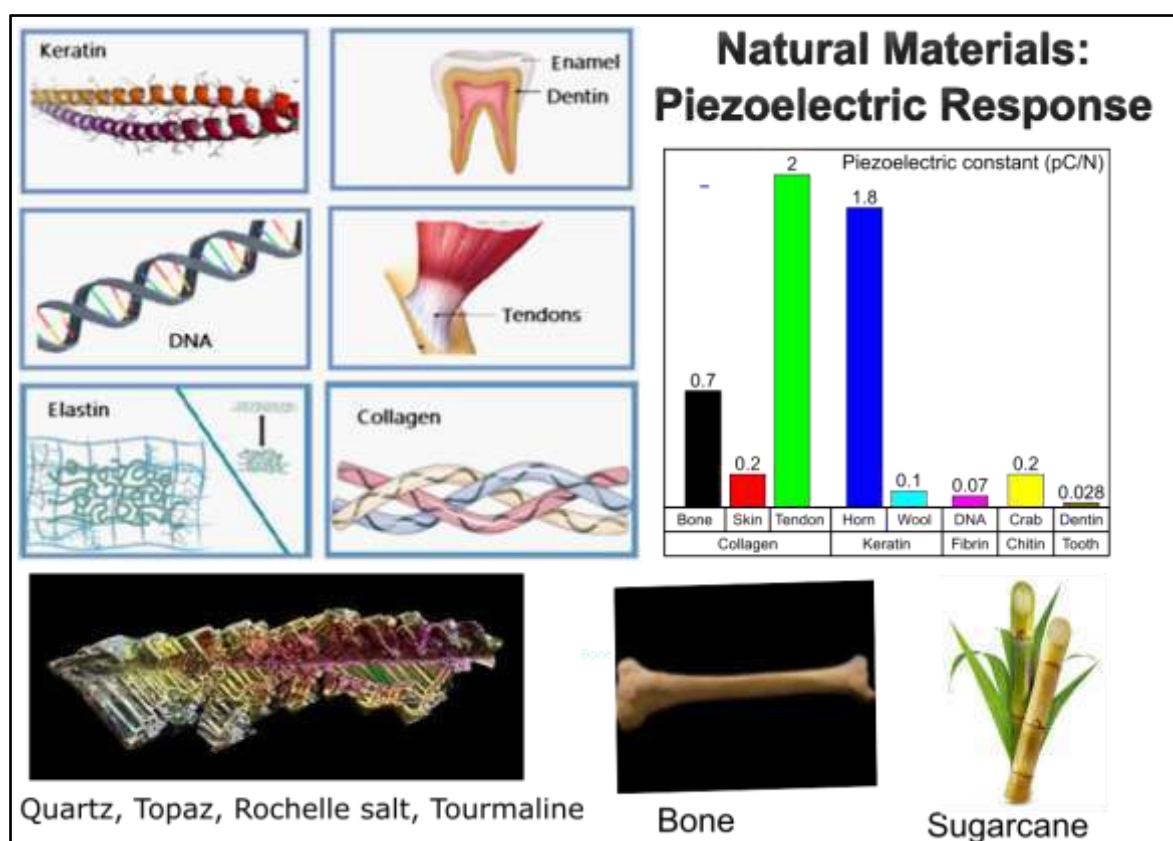 Natural Materials:
Piezoelectric Response
Keratin
Enamel
Dentin
DNA
Tendons
Elastin
Collagen
Piezoelectric constant (pC/N)
-
0.7
0.2
2
1.8
0.1
0.07
0.2
0.028
Bone Skin Tendon Horn Wool DNA Crab Dentin
Collagen Keratin Fibrin Chitin Tooth
Bone
Quartz, Topaz, Rochelle salt, Tourmaline
Bone
Sugarcane